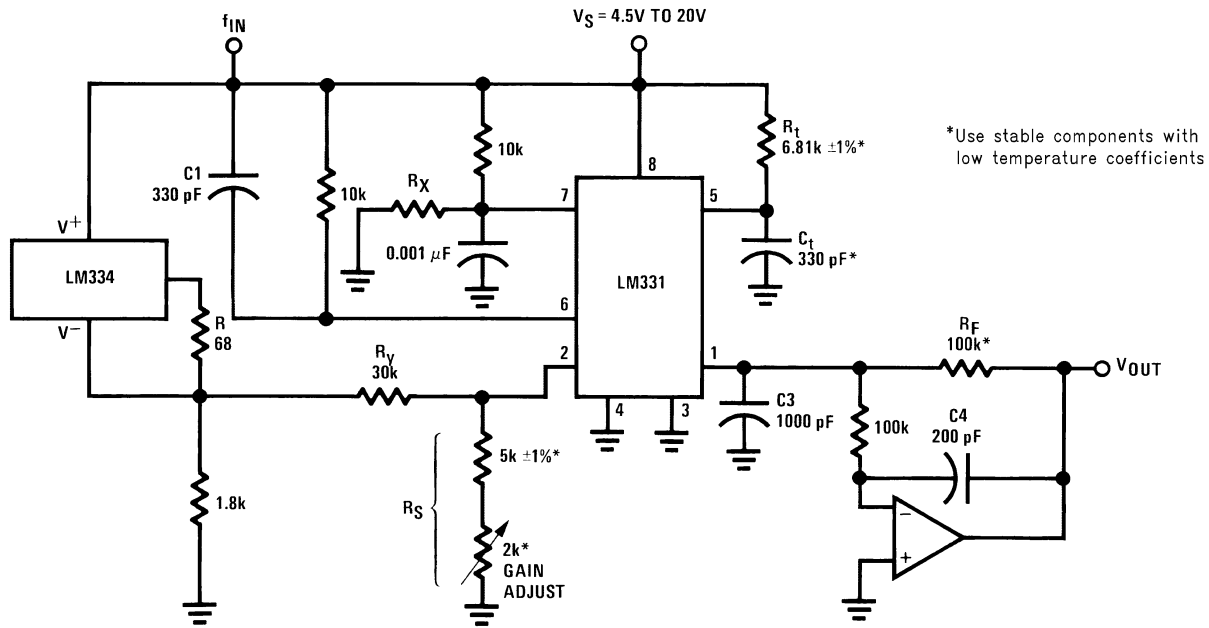 fIN
VS = 4.5V TO 20V
Rt
6.81k ±1%*
*Use stable components with
low temperature coefficients
10k
8
C1
330 pF
10k
RX
7
5
V+
0.001 µF
Ct
330 pF*
LM334
LM331
6
V−
R
68
Ry
30k
2
1
RF
100k*
VOUT
4
3
C3
1000 pF
100k
C4
200 pF
5k ±1%*
1.8k
RS
2k*
GAIN
ADJUST
−
+